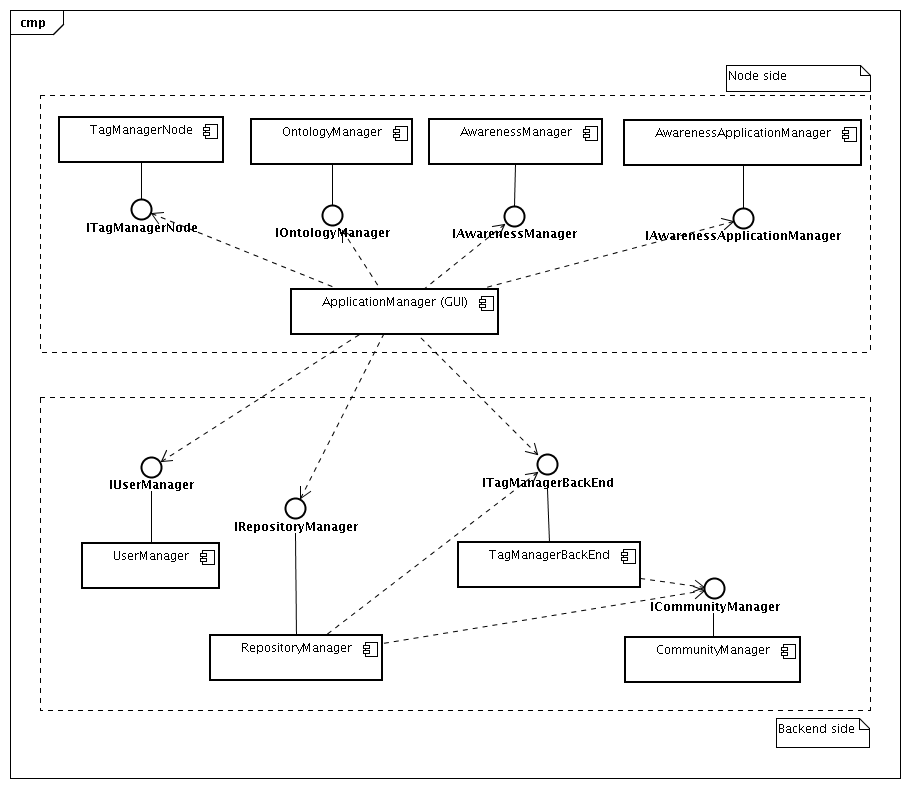 cmp
Node side
TagManagerNode
OntologyManager
AwarenessManager
AwarenessApplicationManager
ITagManagerNode
IOntologyManager
IAwarenessManager
IAwarenessApplicationManager
ApplicationManager (GUI)
IUserManager
ITagManagerBackEnd
IRepositoryManager
UserManager
TagManagerBackEnd
ICommunityManager
RepositoryManager
CommunityManager
Backend side